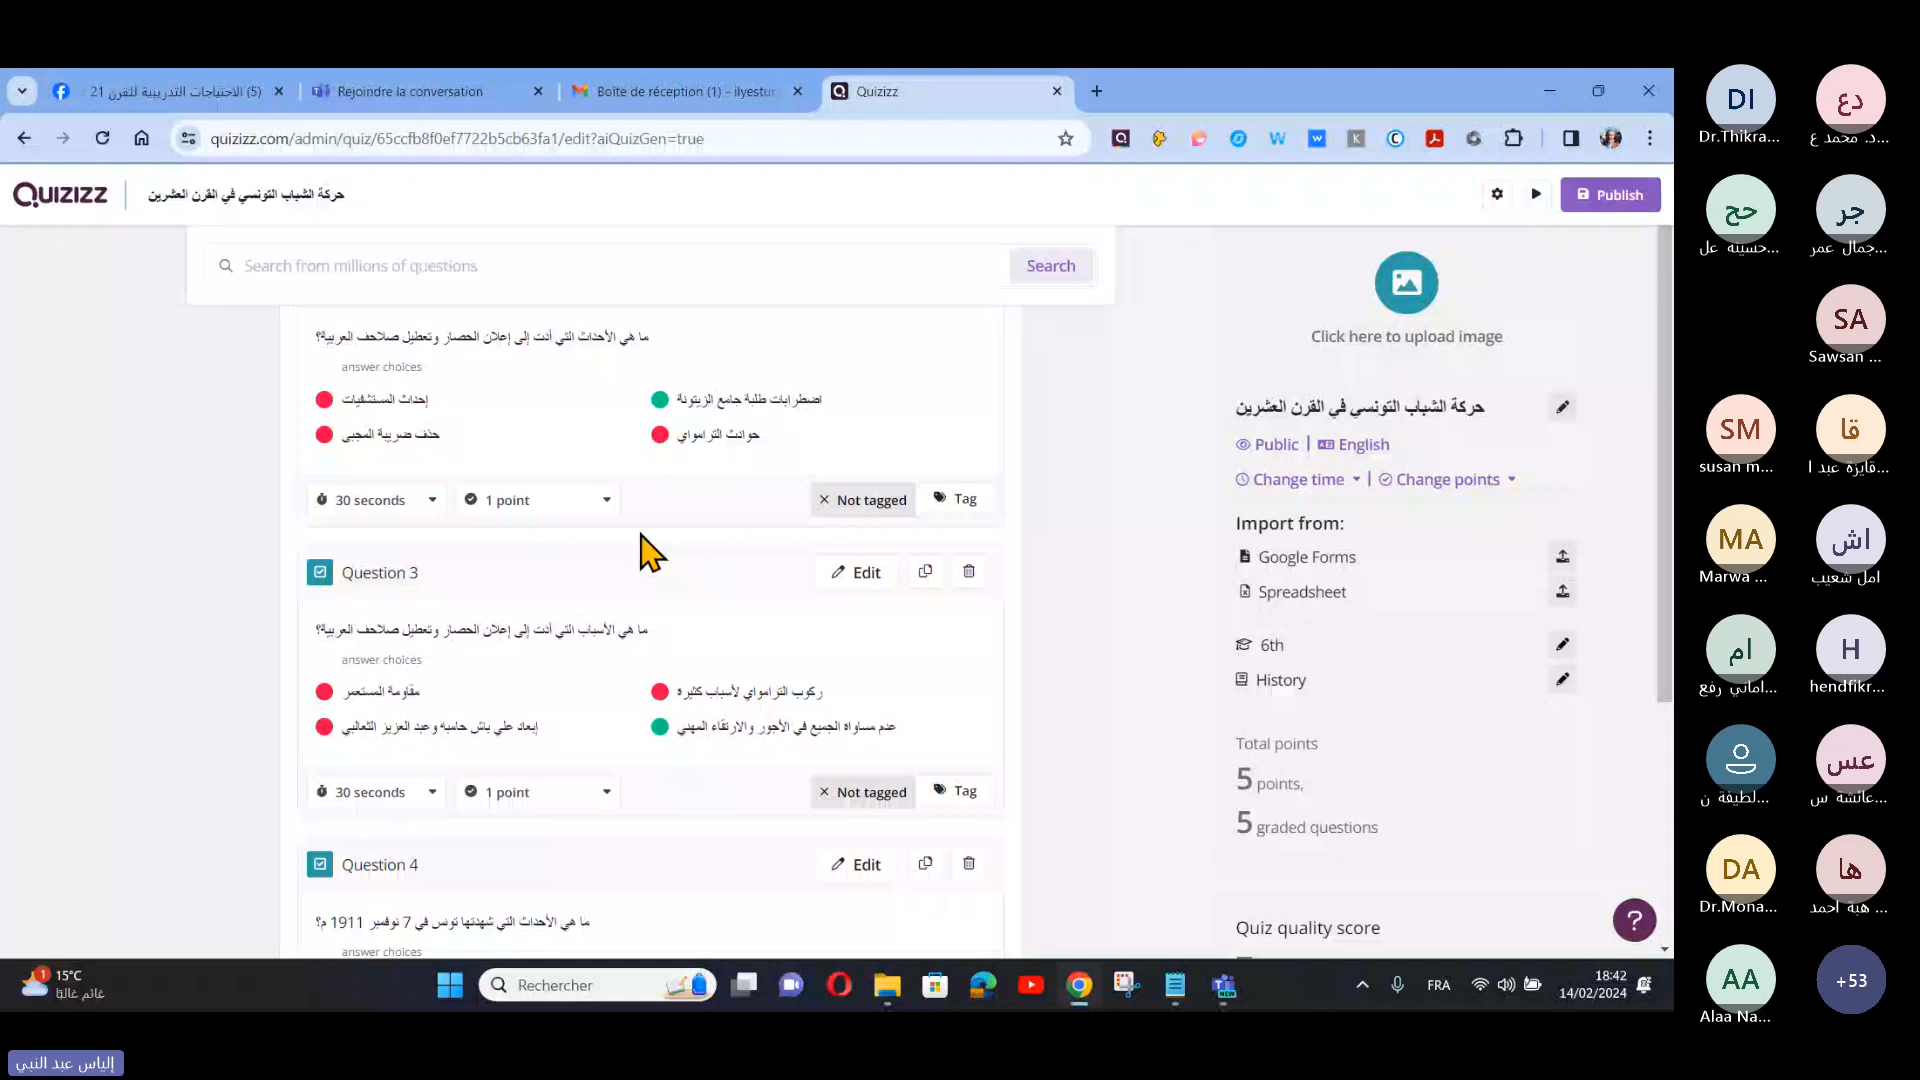 (5) الاحتياجات التدريبية للقرن 21
Rejoindre la conversation
Boîte de réception (1) - ilyestu
Quizizz
quizizz.com/admin/quiz/65ccfb8f0ef7722b5cb63fa1/edit?aiQuizGen=true
QUIZIZZ
حركة الشباب التونسي في القرن العشرين
Publish
Search from millions of questions
Search
ما هي الأحداث التي أدت إلى إعلان الحصار وتعطيل صلاحف العربية؟
answer choices
إحداث المستشفيات
اضطرابات طلبة جامع الزيتونة
حذف ضريبة المجبى
حوادث الترامواي
30 seconds
1 point
Not tagged
Tag
Question 3
Edit
ما هي الأسباب التي أدت إلى إعلان الحصار وتعطيل صلاحف العربية؟
answer choices
مقاومة المستعمر
ركوب الترامواي لأسباب كثيرة
إبعاد علي باش حامبه وعبد العزيز الثعالبي
عدم مساواة الجميع في الأجور والارتقاء المهني
30 seconds
1 point
Not tagged
Tag
Question 4
Edit
ما هي الأحداث التي شهدتها تونس في 7 نوفمبر 1911 م؟
answer choices
Click here to upload image
حركة الشباب التونسي في القرن العشرين
Public | English
Change time | Change points
Import from:
Google Forms
Spreadsheet
6th
History
Total points
5 points,
5 graded questions
Quiz quality score
?
1
15°C
غائم غالبًا
Rechercher
NEW
FRA
18:42
14/02/2024
DI
Dr.Thikra...
دع
د. محمد ع...
حح
حسينه عل...
جر
جمال عمر...
SA
Sawsan ...
SM
susan m...
قا
فايزة عبد ا...
MA
Marwa ...
اش
امل شعيب
ام
اماني رفع...
H
hendfikr...
لطيفة ن...
عس
عائشة س...
DA
Dr.Mona...
ها
هبة احمد ...
AA
Alaa Na...
+53
إلياس عبد النبي